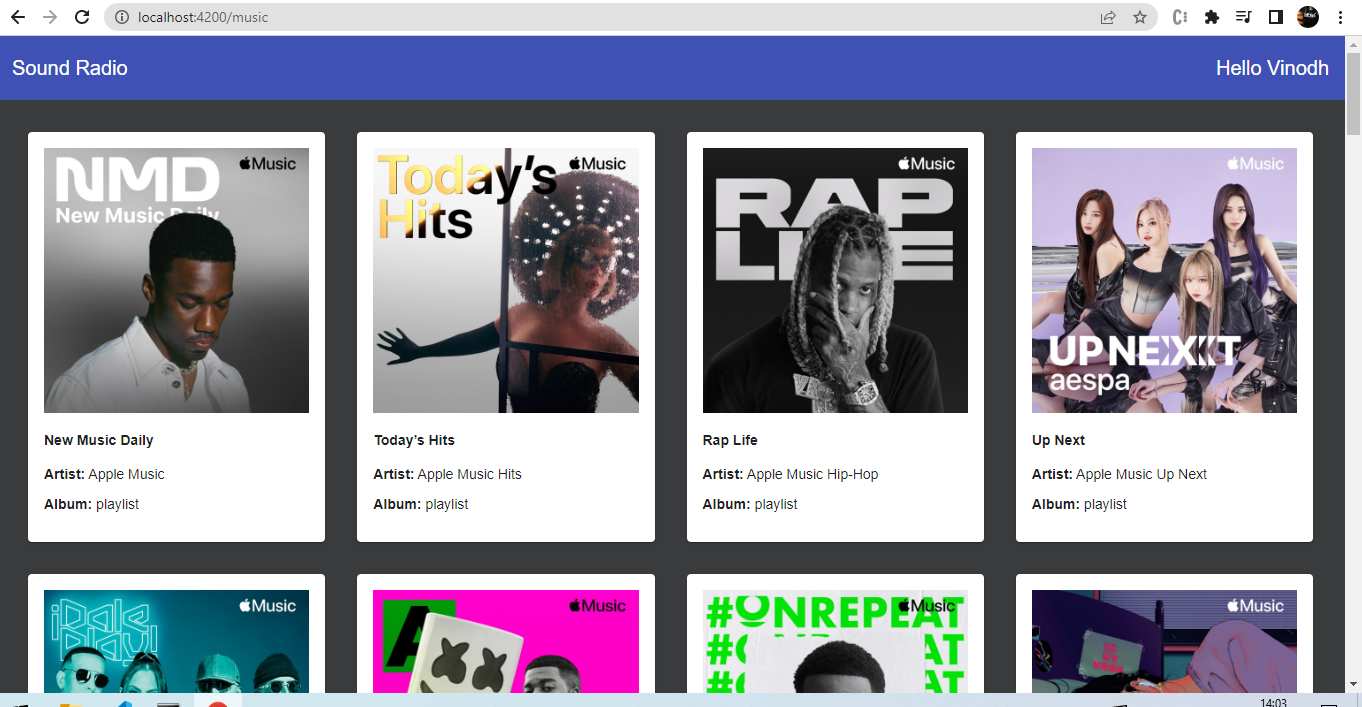 localhost:4200/music
Sound Radio
Hello Vinodh
NMD
Music
New Music Daily
Today's
Hits
Music
RAP
LIFE
Music
Music
UP NEXT
aespa
New Music Daily
Artist: Apple Music
Album: playlist
Today’s Hits
Artist: Apple Music Hits
Album: playlist
Rap Life
Artist: Apple Music Hip-Hop
Album: playlist
Up Next
Artist: Apple Music Up Next
Album: playlist
Music
A
Music
#ONREPEAT
Music
Music
14:03